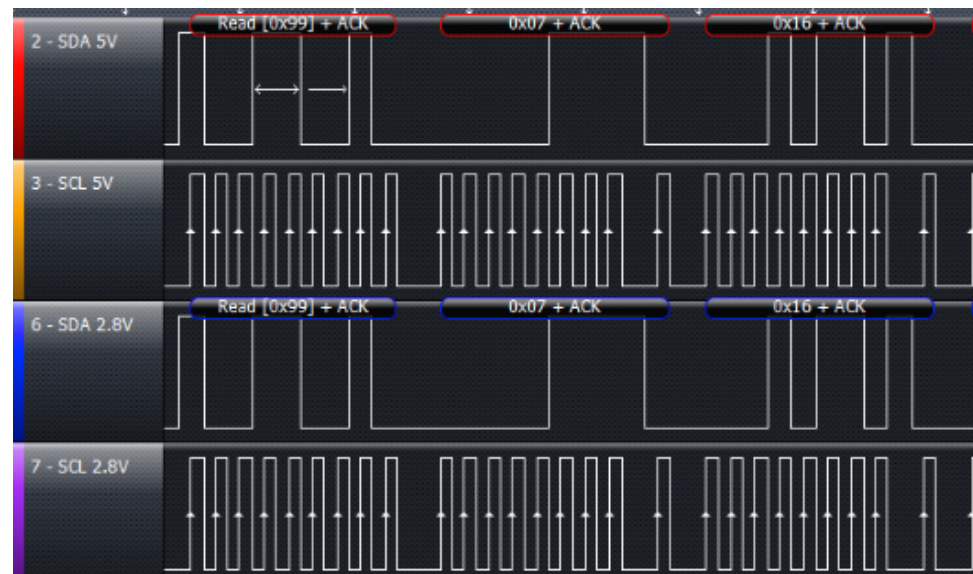 Read [0x99] + ACK 0x07 + ACK 0x16 + ACK
2 - SDA 5V
3 - SCL 5V
Read [0x99] + ACK 0x07 + ACK 0x16 + ACK
6 - SDA 2.8V
7 - SCL 2.8V